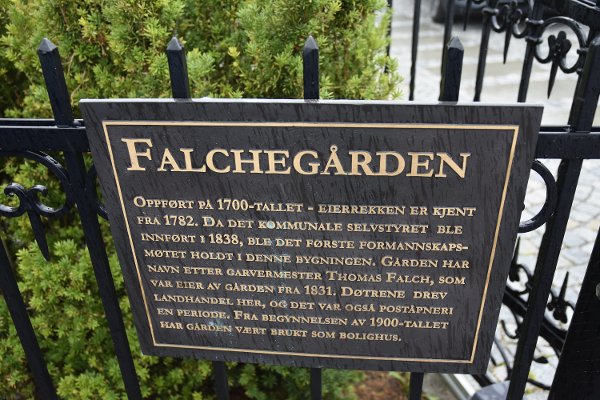 FALCHEGÅRDEN
OPPFØRT PÅ 1700-TALLET - EIERREKKEN ER KJENT
FRA 1782. DA DET KOMMUNALE SELVSTYRET BLE
INNFØRT I 1838, BLE DET FØRSTE FORMANNSKAPS-
MØTET HOLDT I DENNE BYGNINGEN. GÅRDEN HAR
NAVN ETTER GARVERMESTER THOMAS FALCH, SOM
VAR EIER AV GÅRDEN FRA 1831. DØTRENE DREV
LANDHANDEL HER, OG DET VAR OGSÅ POSTÅPNERI
EN PERIODE. FRA BEGYNNELSEN AV 1900-TALLET
HAR GÅRDEN VÆRT BRUKT SOM BOLIGHUS.